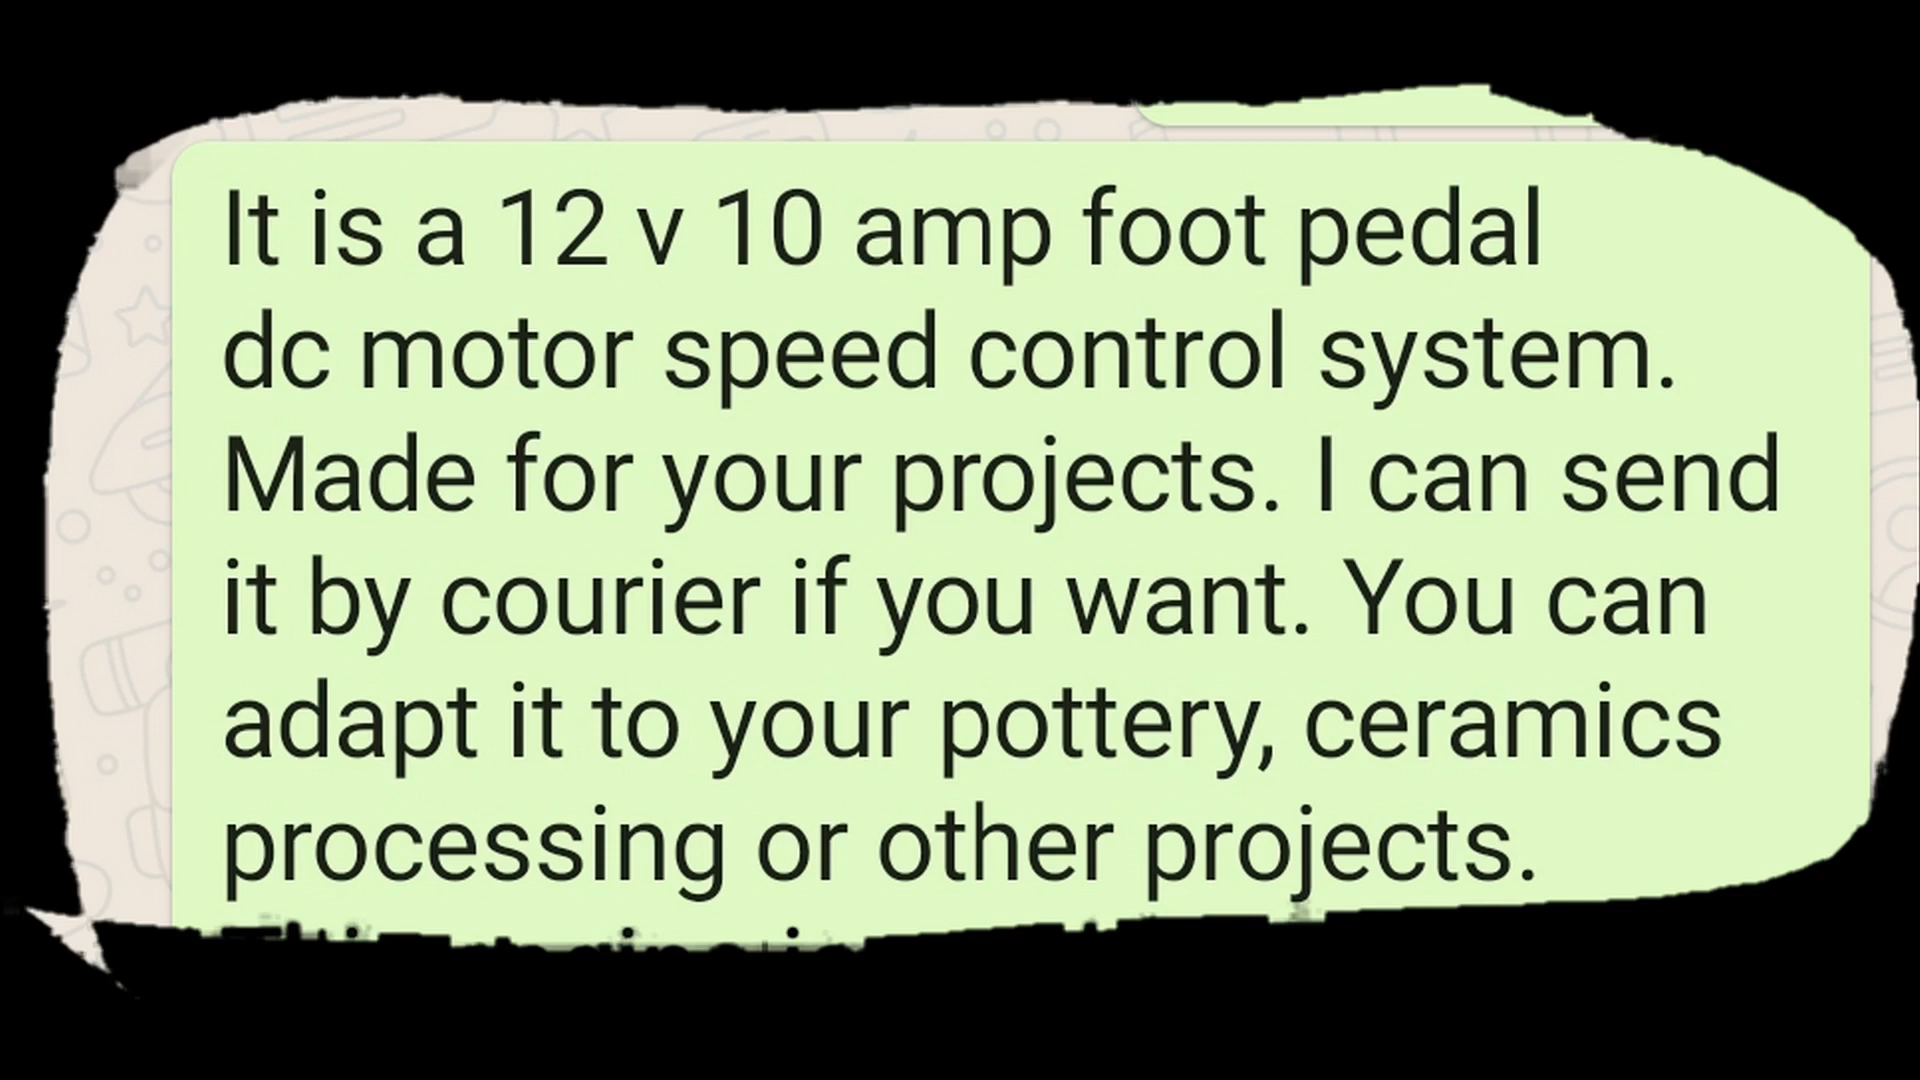 It is a 12 v 10 amp foot pedal
dc motor speed control system.
Made for your projects. I can send
it by courier if you want. You can
adapt it to your pottery, ceramics
processing or other projects.